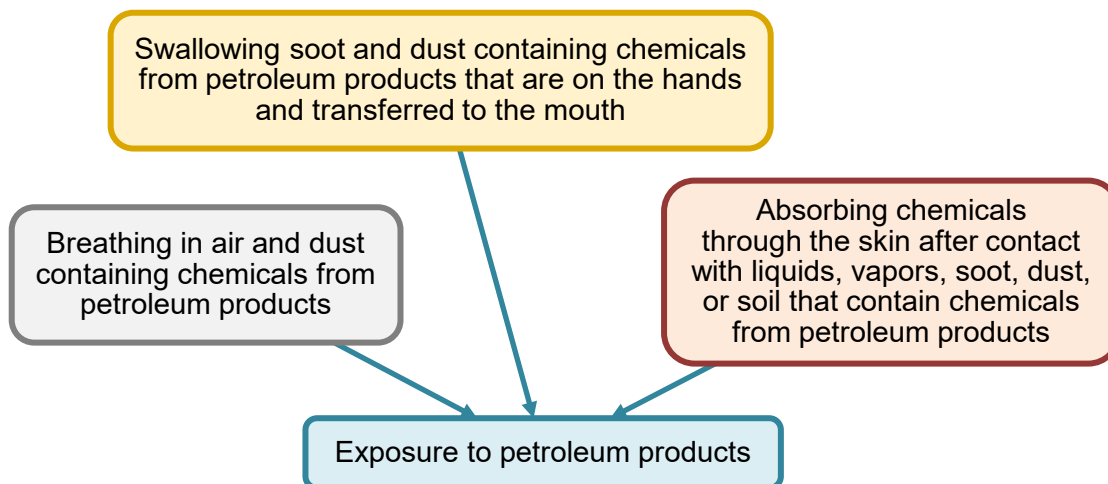 Swallowing soot and dust containing chemicals
from petroleum products that are on the hands
and transferred to the mouth
Breathing in air and dust
containing chemicals from
petroleum products
Absorbing chemicals
through the skin after contact
with liquids, vapors, soot, dust,
or soil that contain chemicals
from petroleum products
Exposure to petroleum products